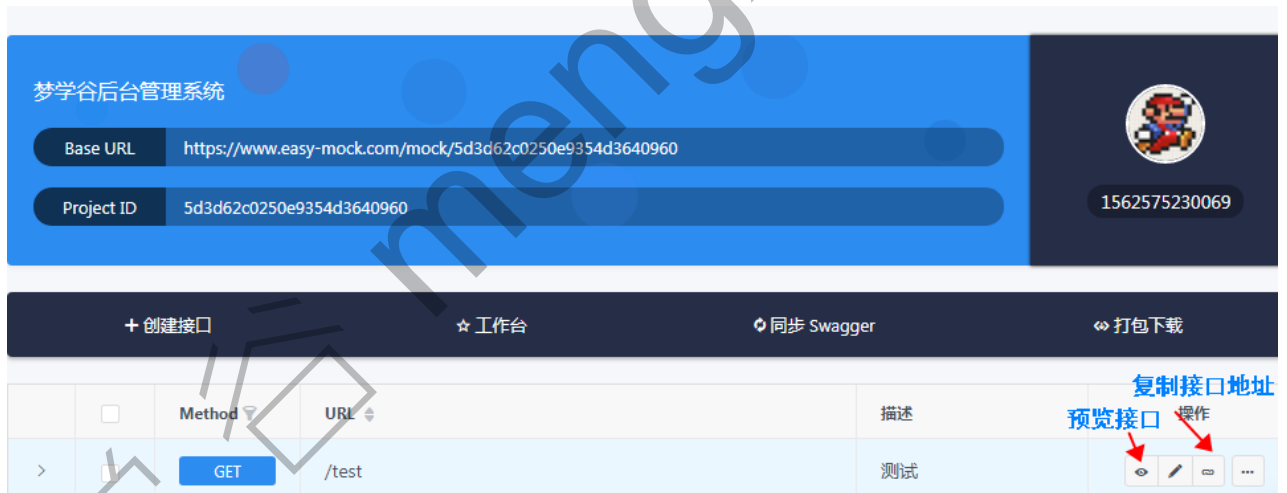 梦学谷后台管理系统
Base URL https://www.easy-mock.com/mock/5d3d62c0250e9354d3640960
Project ID 5d3d62c0250e9354d3640960
1562575230069
创建接口 工作台 同步 Swagger 打包下载
复制接口地址
预览接口
Method URL 描述 操作
GET /test 测试
谷 meng